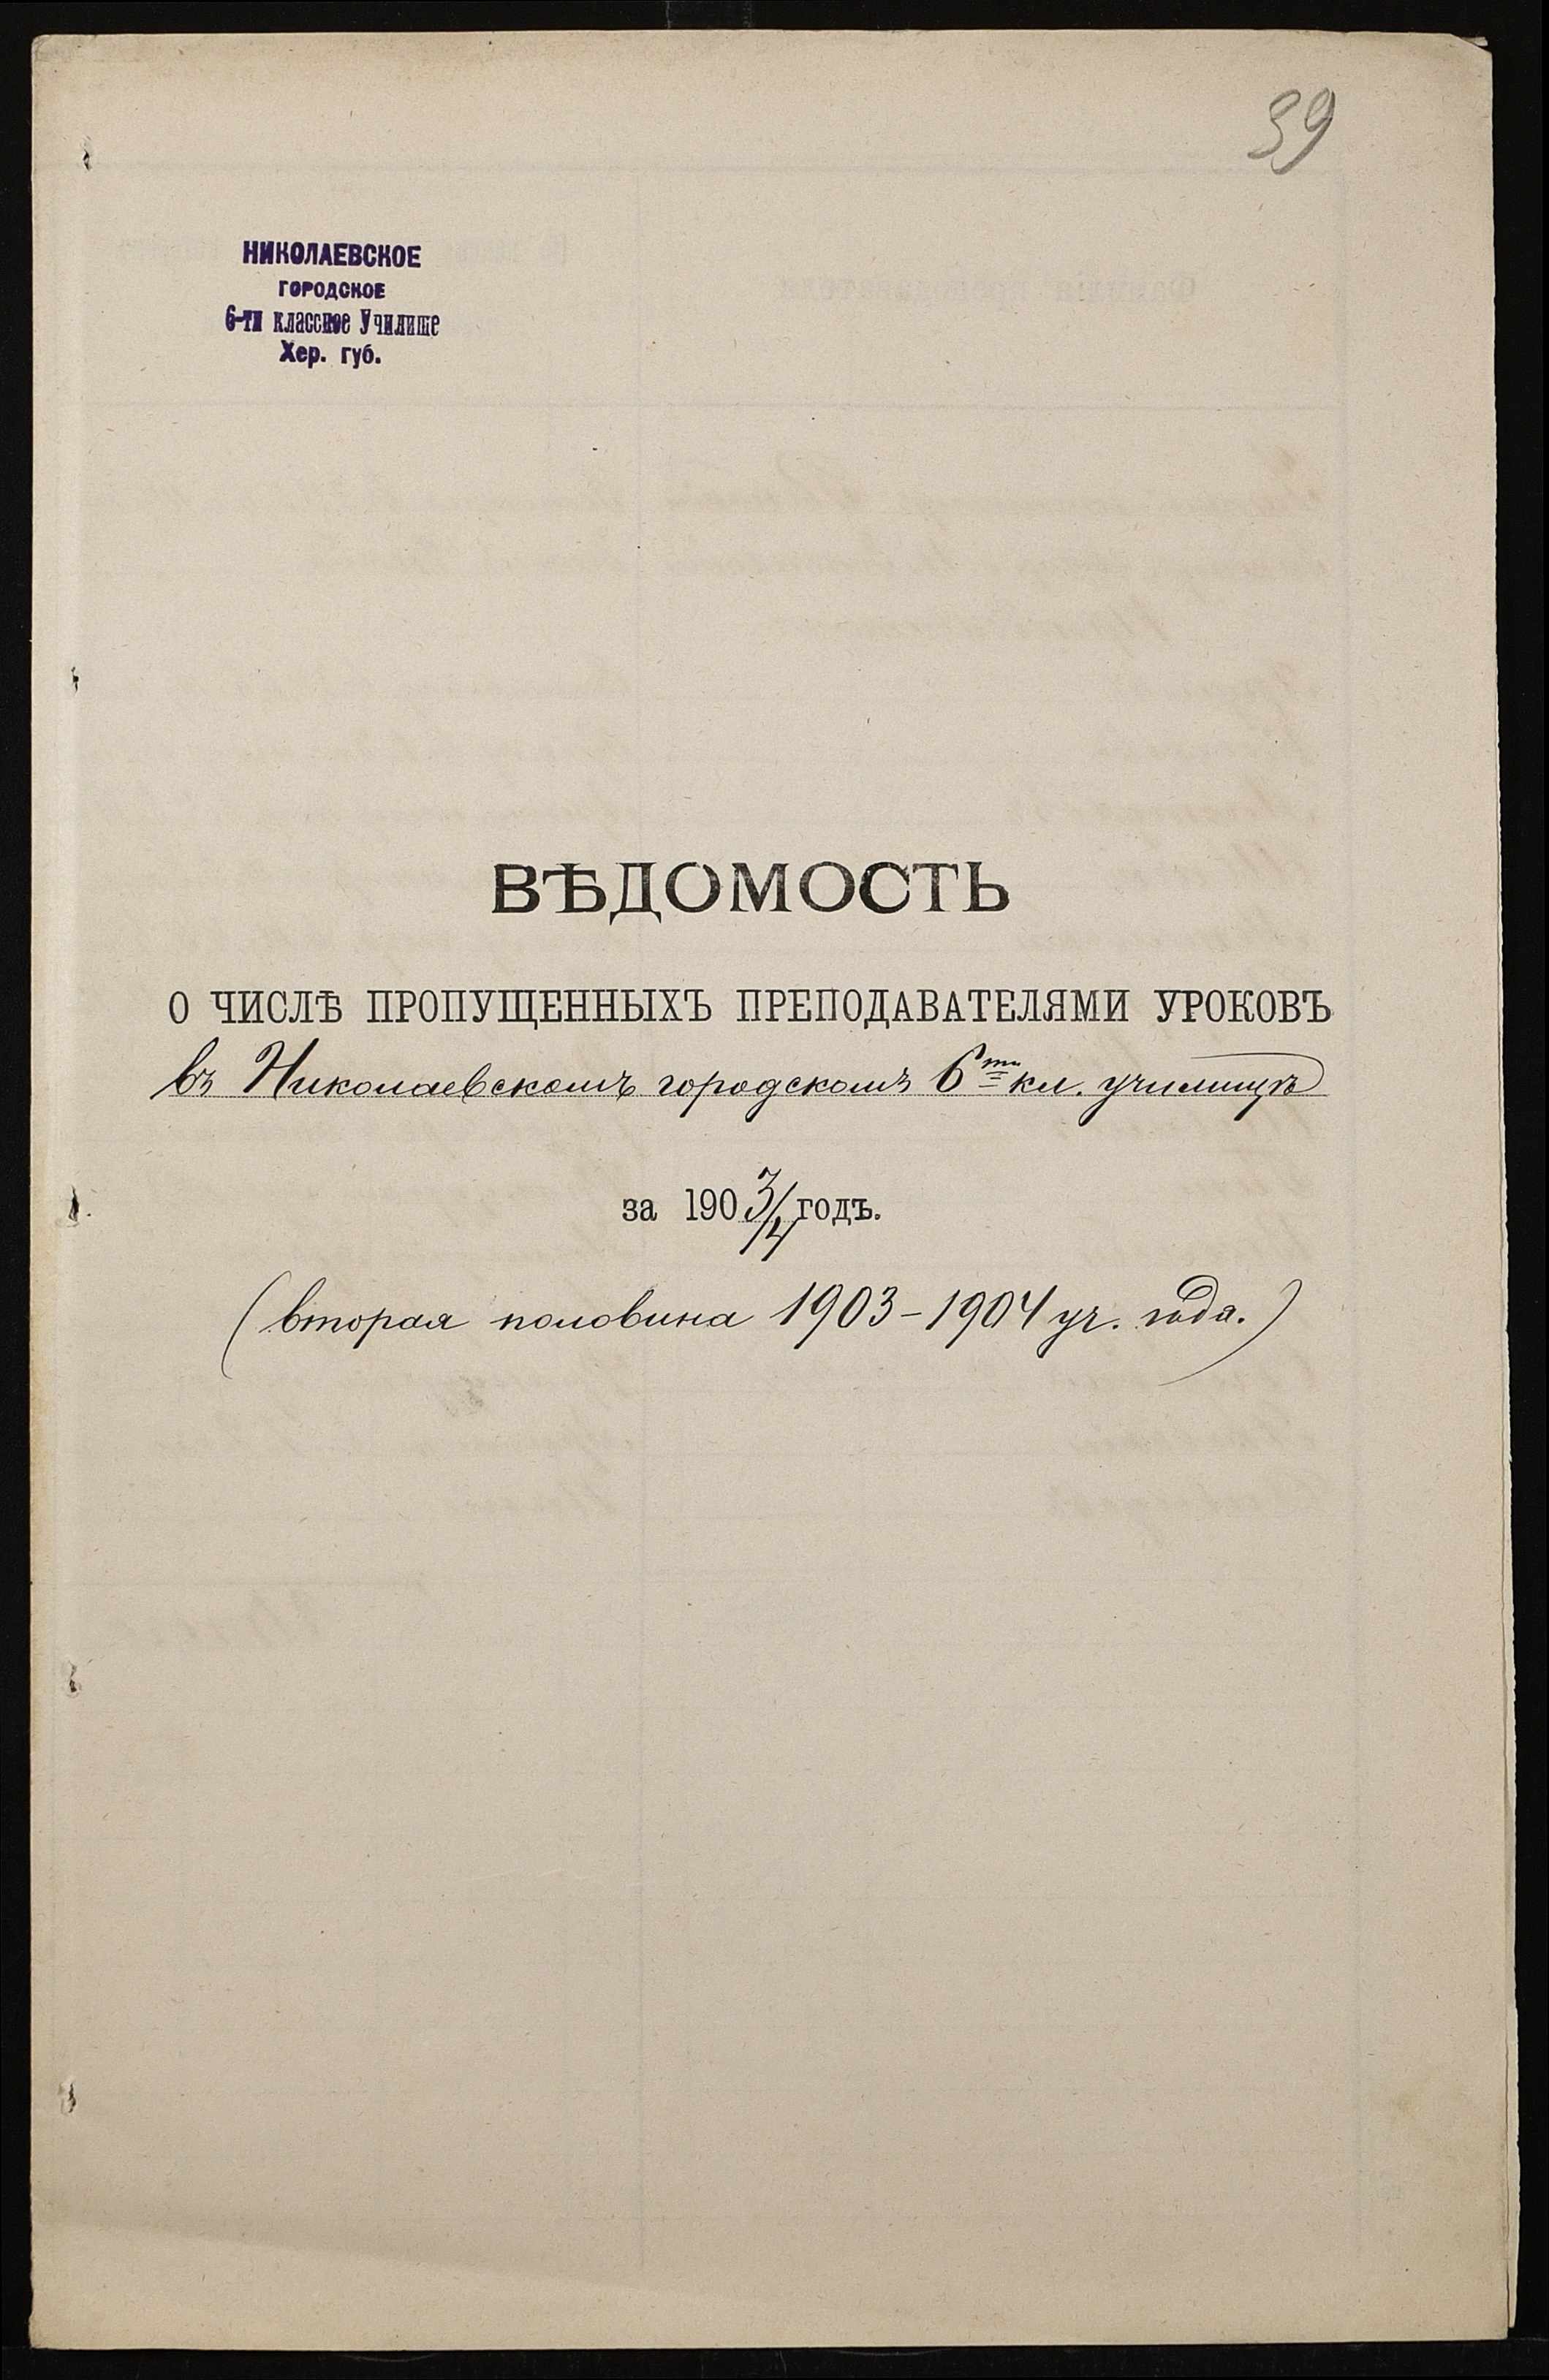 39
НИКОЛАЕВСКОЕ
ГОРОДСКОЕ
6-ти классное Училище
Хер. губ.
ВѢДОМОСТЬ
О ЧИСЛѢ ПРОПУЩЕННЫХЪ ПРЕПОДАВАТЕЛЯМИ УРОКОВЪ
въ Николаевскомъ городскомъ 6ти кл. училищѣ
за 1903/4 годъ.
(вторая половина 1903-1904 уч. года.)